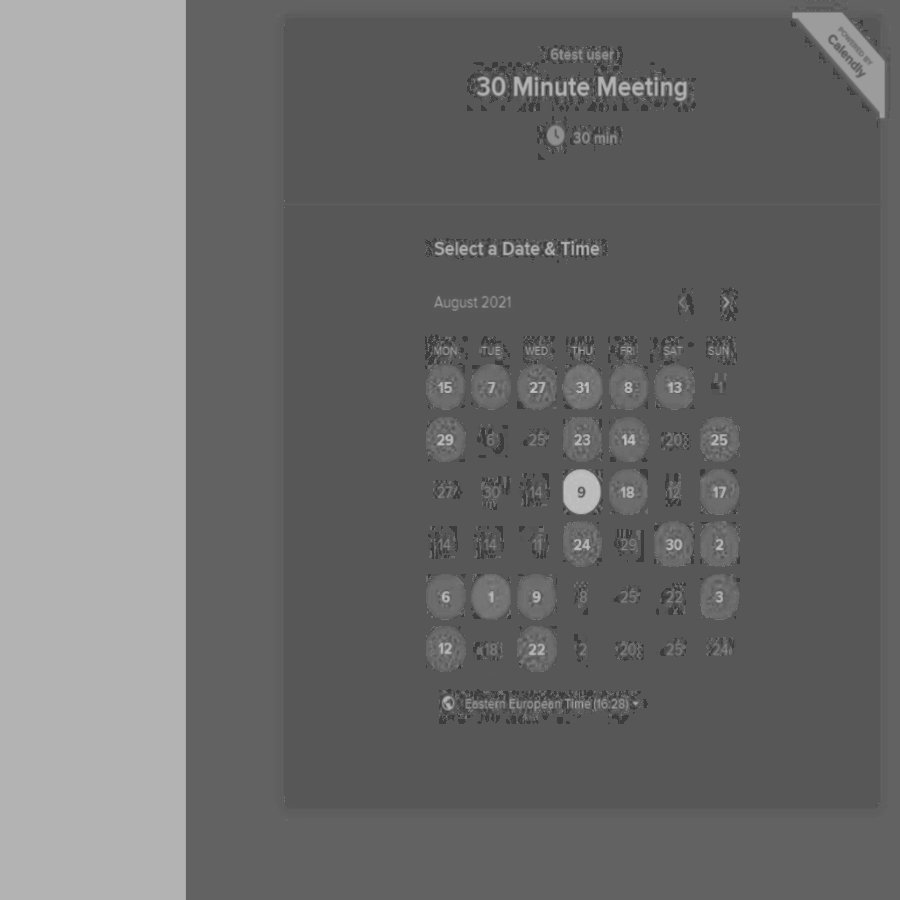 6test user
POWERED BY
Calendly
30 Minute Meeting
30 min
Select a Date & Time
August 2021
MON TUE WED THU FRI SAT SUN
15 7 27 31 8 13 1
29 6 25 23 14 20 25
27 30 14 9 18 12 17
14 14 11 24 29 30 2
6 1 9 8 25 22 3
12 18 22 2 20 25 24
Eastern European Time (16:28)